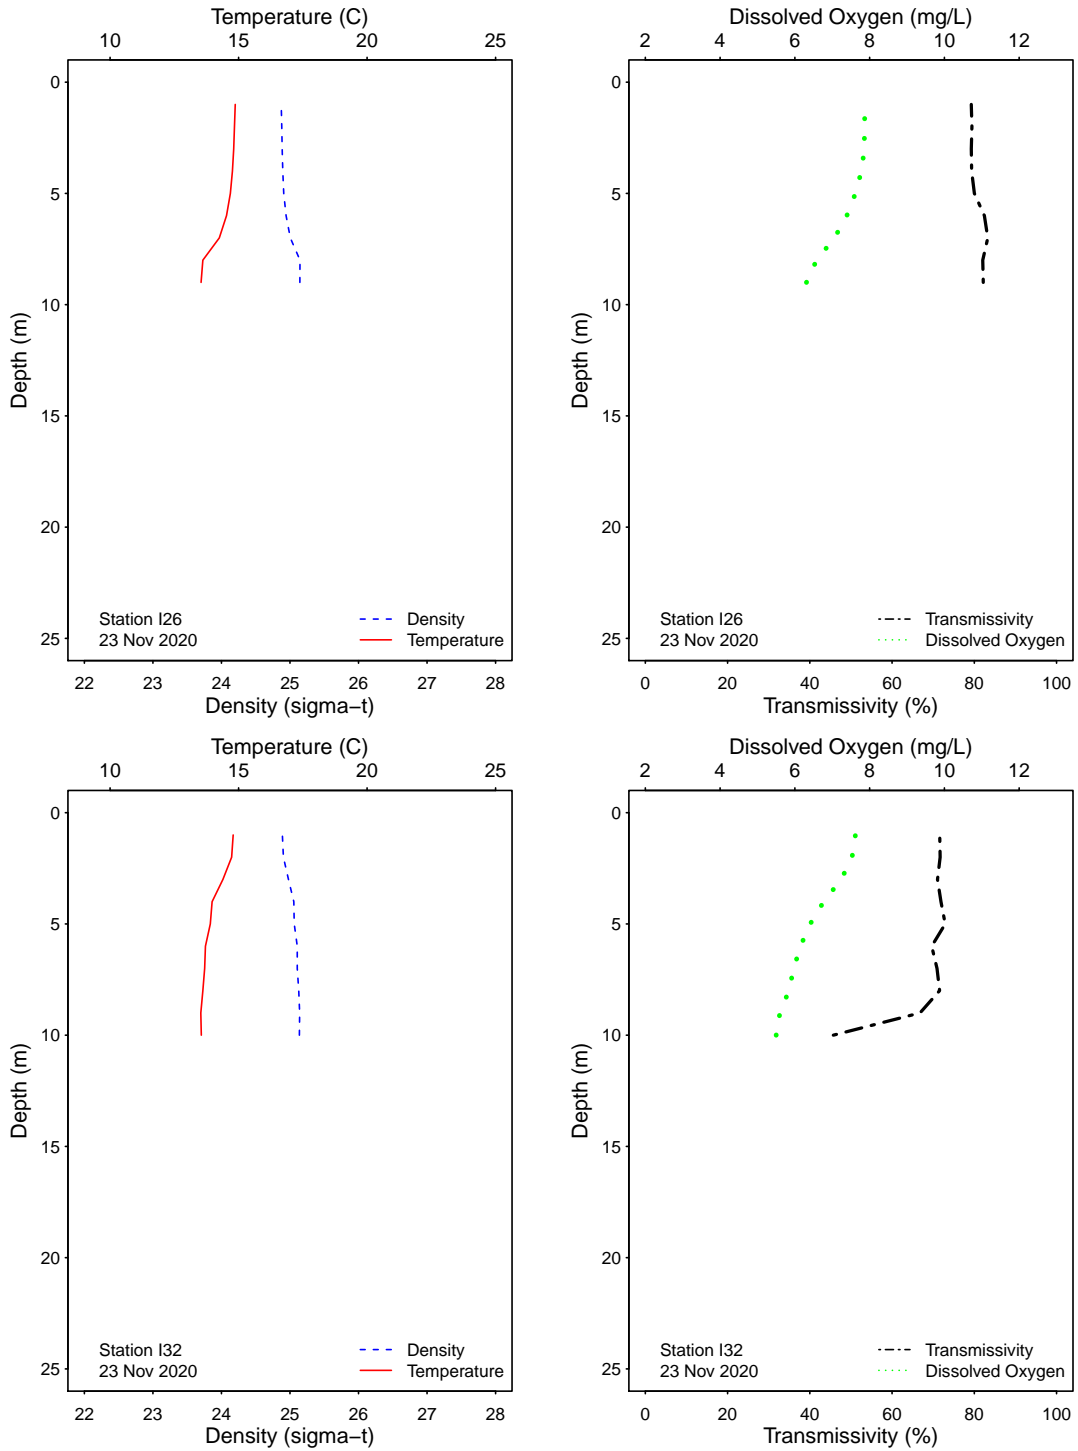 Temperature (C)
10 15 20 25
0
5
10
15
20
25
Depth (m)
Station I26
23 Nov 2020
Density
Temperature
22 23 24 25 26 27 28
Density (sigma−t)
Dissolved Oxygen (mg/L)
2 4 6 8 10 12
0
5
10
15
20
25
Depth (m)
Station I26
23 Nov 2020
Transmissivity
Dissolved Oxygen
0 20 40 60 80 100
Transmissivity (%)
Temperature (C)
10 15 20 25
0
5
10
15
20
25
Depth (m)
Station I32
23 Nov 2020
Density
Temperature
22 23 24 25 26 27 28
Density (sigma−t)
Dissolved Oxygen (mg/L)
2 4 6 8 10 12
0
5
10
15
20
25
Depth (m)
Station I32
23 Nov 2020
Transmissivity
Dissolved Oxygen
0 20 40 60 80 100
Transmissivity (%)